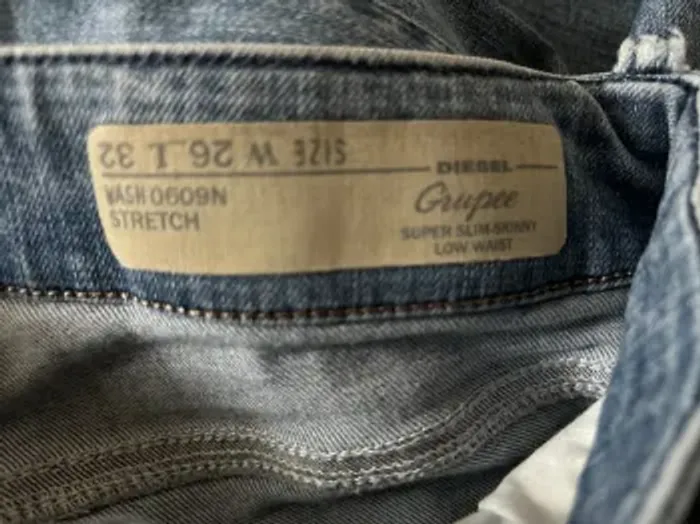 SIZE W 26 L 32
DIESEL
WASH 0609N
STRETCH
Grupee
SUPER SLIM-SKINNY
LOW WAIST